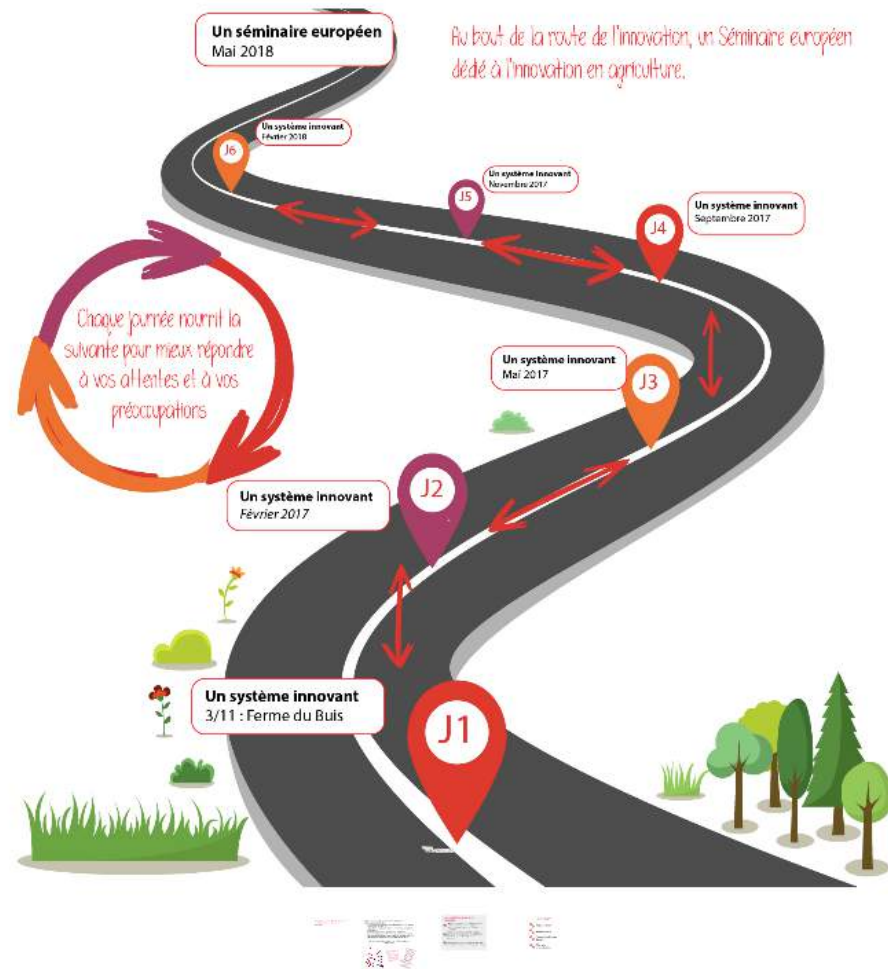 Un séminaire européen
Mai 2018
Au bout de la route de l'innovation, un Séminaire européen
dédié à l'innovation en agriculture.
J6
Un système innovant
Février 2018
J5
Un système innovant
Novembre 2017
J4
Un système innovant
Septembre 2017
Chaque journée nourrit la
suivante pour mieux répondre
à vos attentes et à vos
préoccupations
Un système innovant
Mai 2017
J3
J2
Un système innovant
Février 2017
Un système innovant
3/11 : Ferme du Buis
J1